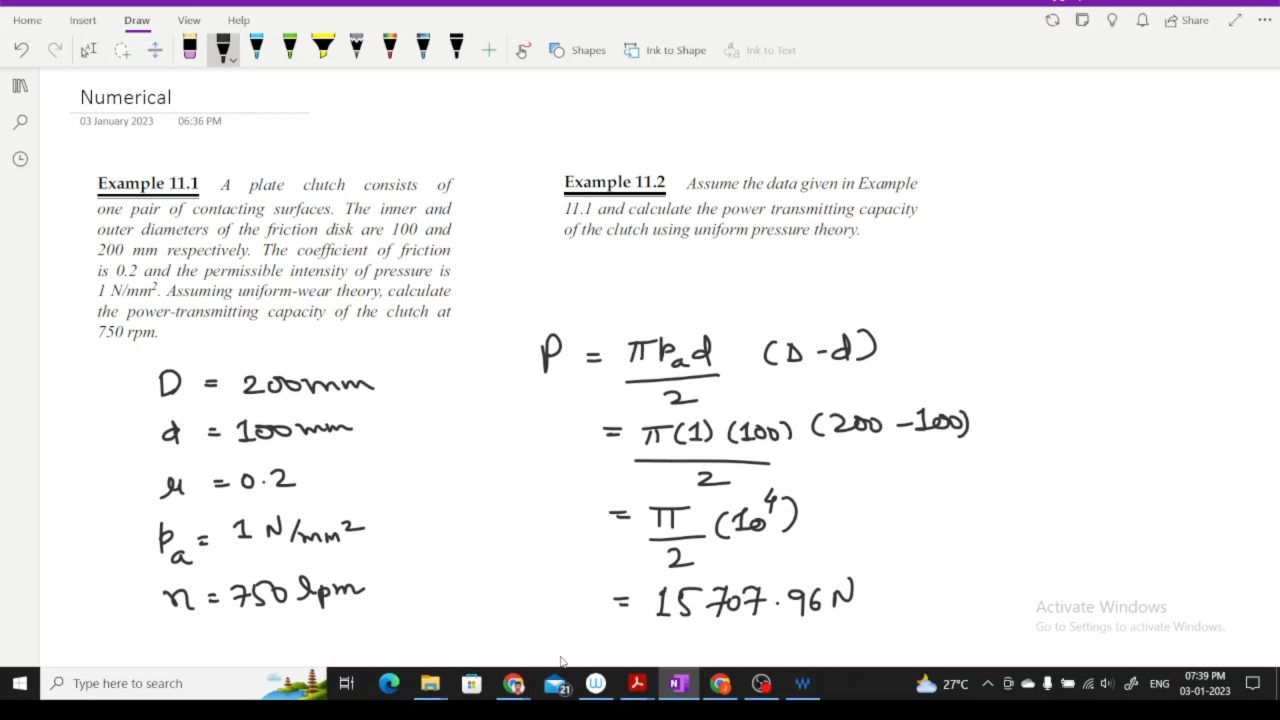 Home Insert Draw View Help
Share
Shapes Ink to Shape Ink to Text
Numerical
03 January 2023 06:36 PM
Example 11.1 A plate clutch consists of
one pair of contacting surfaces. The inner and
outer diameters of the friction disk are 100 and
200 mm respectively. The coefficient of friction
is 0.2 and the permissible intensity of pressure is
1 N/mm². Assuming uniform-wear theory, calculate
the power-transmitting capacity of the clutch at
750 rpm.
D = 200mm
d = 100mm
μ = 0.2
pₐ = 1 N/mm²
n = 750 rpm
Example 11.2 Assume the data given in Example
11.1 and calculate the power transmitting capacity
of the clutch using uniform pressure theory.
P = πpₐd/2 (D-d)
= π(1)(100)/2 (200-100)
= π/2 (10⁴)
= 15707.96N
Activate Windows
Go to Settings to activate Windows.
Type here to search
21
27°C
ENG
07:39 PM
03-01-2023